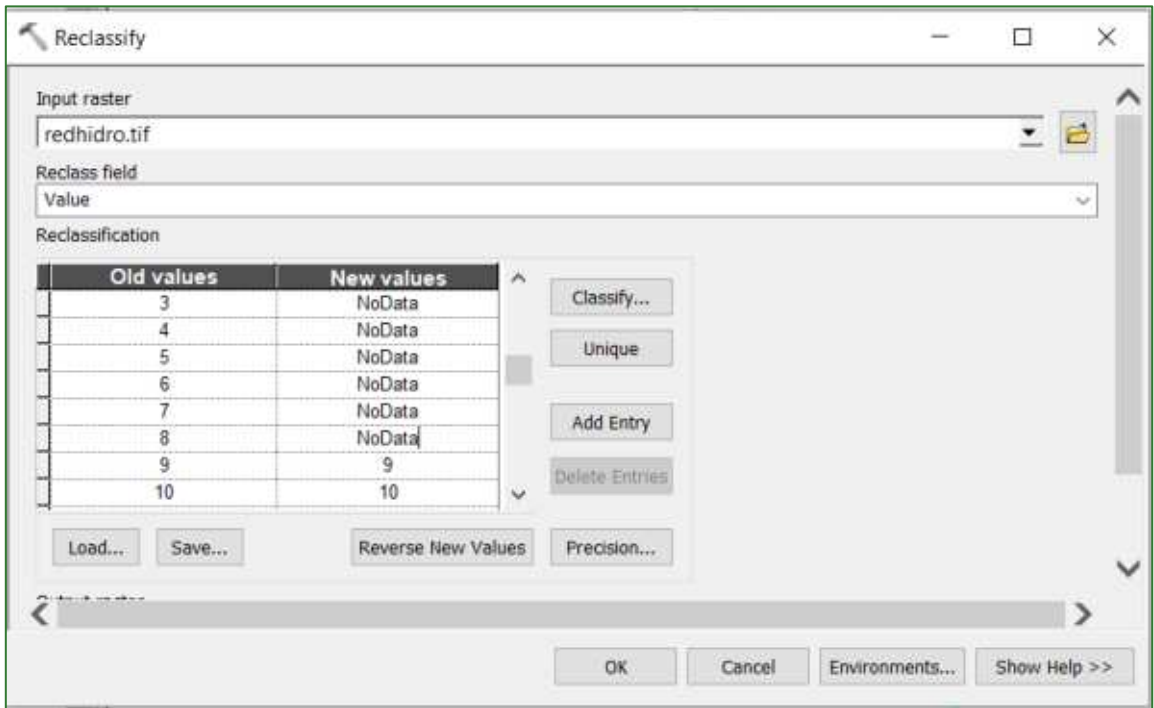 Reclassify
Input raster
redhidro.tif
Reclass field
Value
Reclassification
Old values New values
3 NoData
4 NoData
5 NoData
6 NoData
7 NoData
8 NoData
9 9
10 10
Classify...
Unique
Add Entry
Delete Entries
Load... Save... Reverse New Values Precision...
OK Cancel Environments... Show Help >>